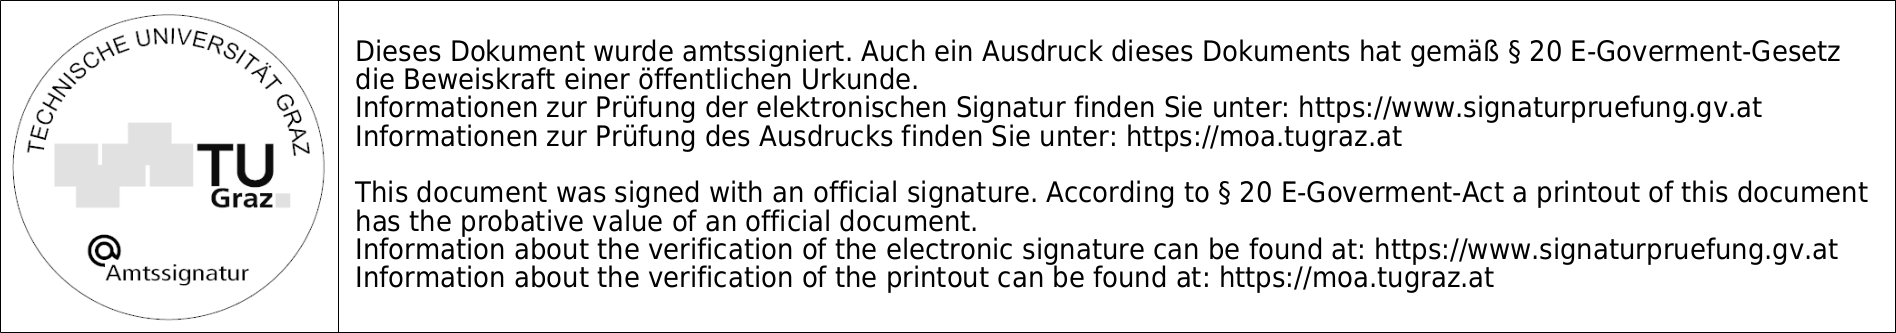 TECHNISCHE UNIVERSITÄT GRAZ
TU
Graz
@
Amtssignatur
Dieses Dokument wurde amtssigniert. Auch ein Ausdruck dieses Dokuments hat gemäß § 20 E-Goverment-Gesetz
die Beweiskraft einer öffentlichen Urkunde.
Informationen zur Prüfung der elektronischen Signatur finden Sie unter: https://www.signaturpruefung.gv.at
Informationen zur Prüfung des Ausdrucks finden Sie unter: https://moa.tugraz.at
This document was signed with an official signature. According to § 20 E-Goverment-Act a printout of this document
has the probative value of an official document.
Information about the verification of the electronic signature can be found at: https://www.signaturpruefung.gv.at
Information about the verification of the printout can be found at: https://moa.tugraz.at